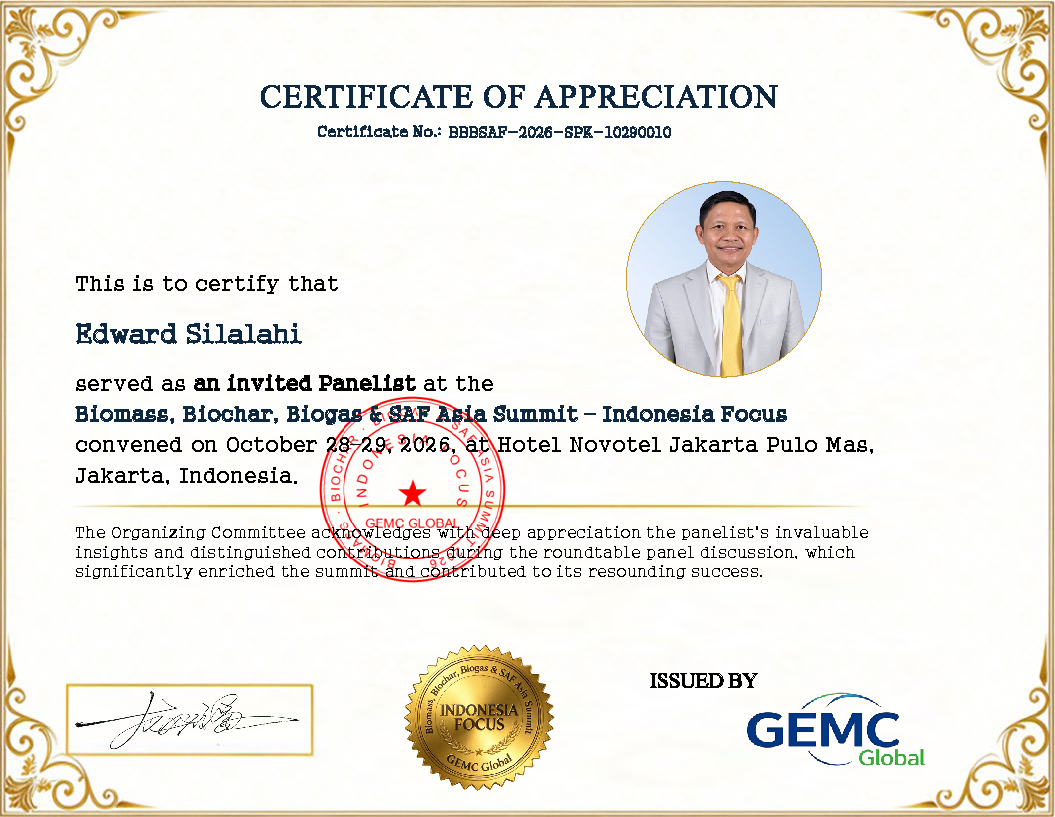 CERTIFICATE OF APPRECIATION
Certificate No.: BBBSAF-2026-SPK-10290010
This is to certify that
Edward Silalahi
served as an invited Panelist at the
Biomass, Biochar, Biogas & SAF Asia Summit – Indonesia Focus
convened on October 28-29, 2026, at Hotel Novotel Jakarta Pulo Mas,
Jakarta, Indonesia.
INDONESIA FOCUS
GEMC GLOBAL
The Organizing Committee acknowledges with deep appreciation the panelist's invaluable
insights and distinguished contributions during the roundtable panel discussion, which
significantly enriched the summit and contributed to its resounding success.
Biomass, Biochar, Biogas & SAF Asia Summit
INDONESIA
FOCUS
GEMC Global
ISSUED BY
GEMC
Global